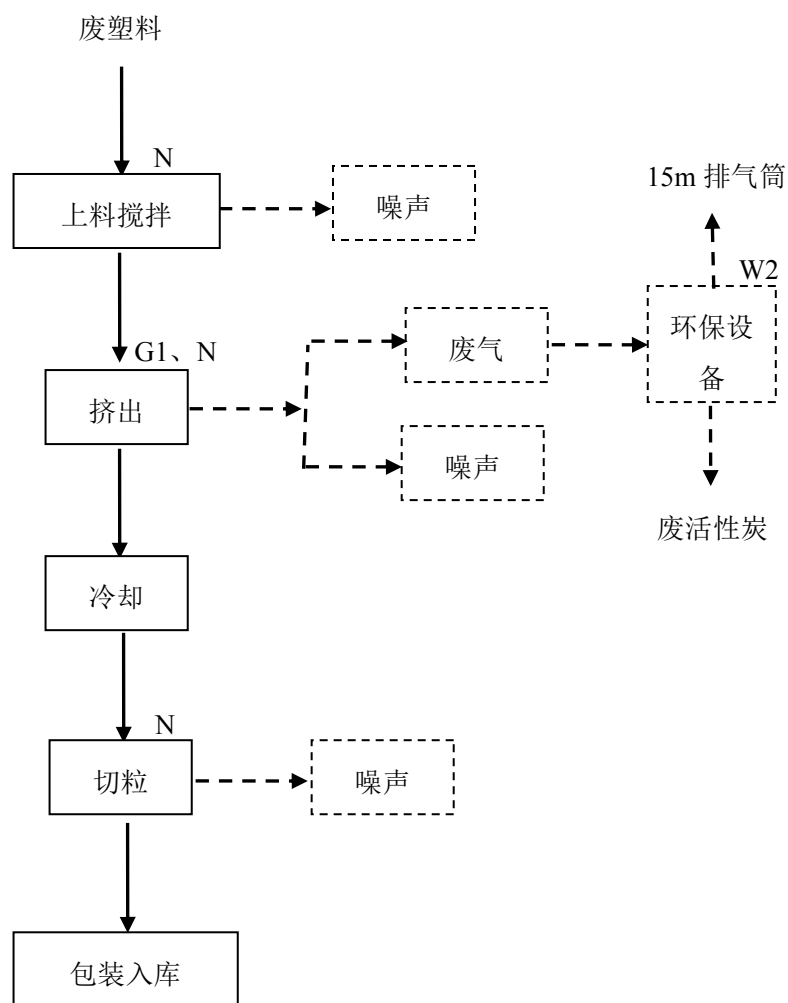 废塑料
N
15m 排气筒
上料搅拌
噪声
W2
环保设
备
G1、N
废气
挤出
噪声
废活性炭
冷却
N
切粒
噪声
包装入库